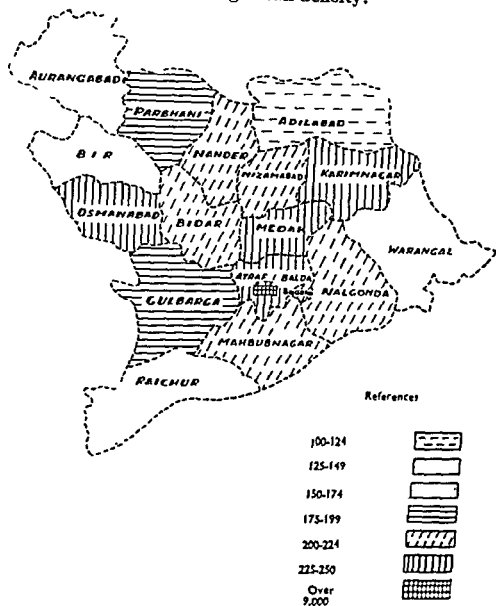 density.
AURANGABAD
PARBHANI
ADILABAD
BIR
NANDER
NIZAMABAD
KARIMNAGAR
OSMANABAD
BIDAR
MEDAK
WARANGAL
ATRAF I BALDA
GULBARGA
NALGONDA
MAHBUBNAGAR
RAICHUR
References
100-124
125-149
150-174
175-199
200-224
225-250
Over
9,000